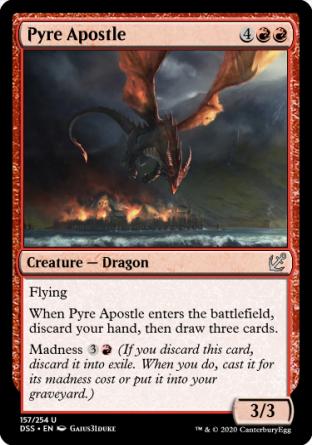 Pyre Apostle 4
Creature — Dragon
Flying
When Pyre Apostle enters the battlefield,
discard your hand, then draw three cards.
Madness 3 (If you discard this card,
discard it into exile. When you do, cast it for
its madness cost or put it into your
graveyard.)
3/3
157/254 U
DSS • EN GAIUS31DUKE
™ & © 2020 CanterburyEgg